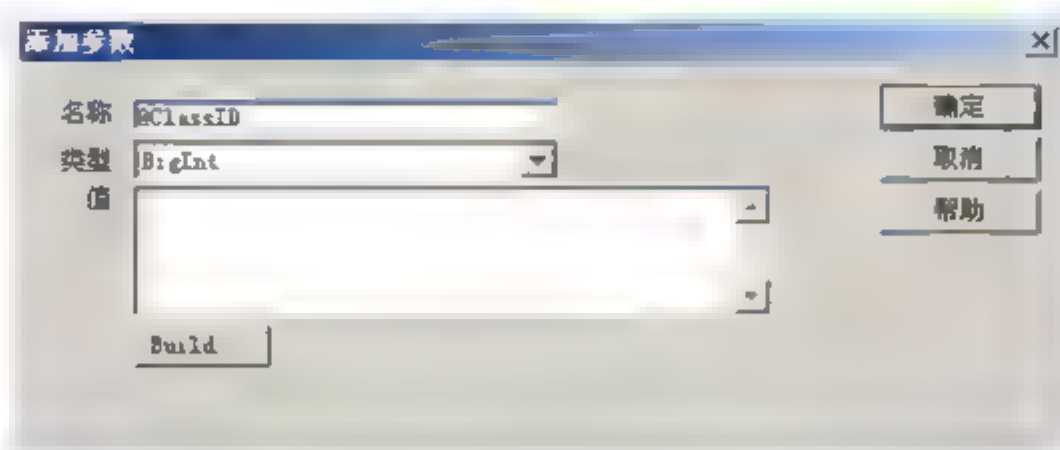 添加参数
名称 @ClassID
类型 BigInt
值
确定
取消
帮助
Build